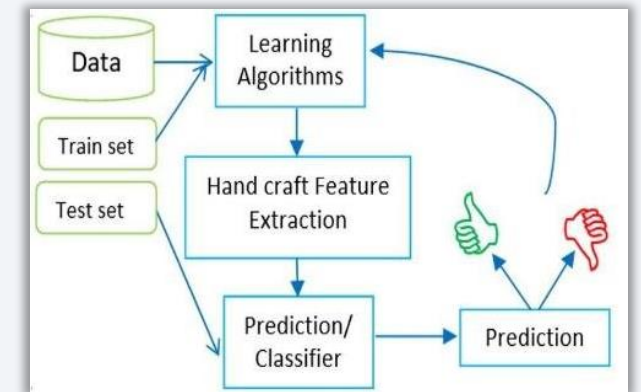 Data
Learning
Algorithms
Train set
Test set
Hand craft Feature
Extraction
Prediction/
Classifier
Prediction